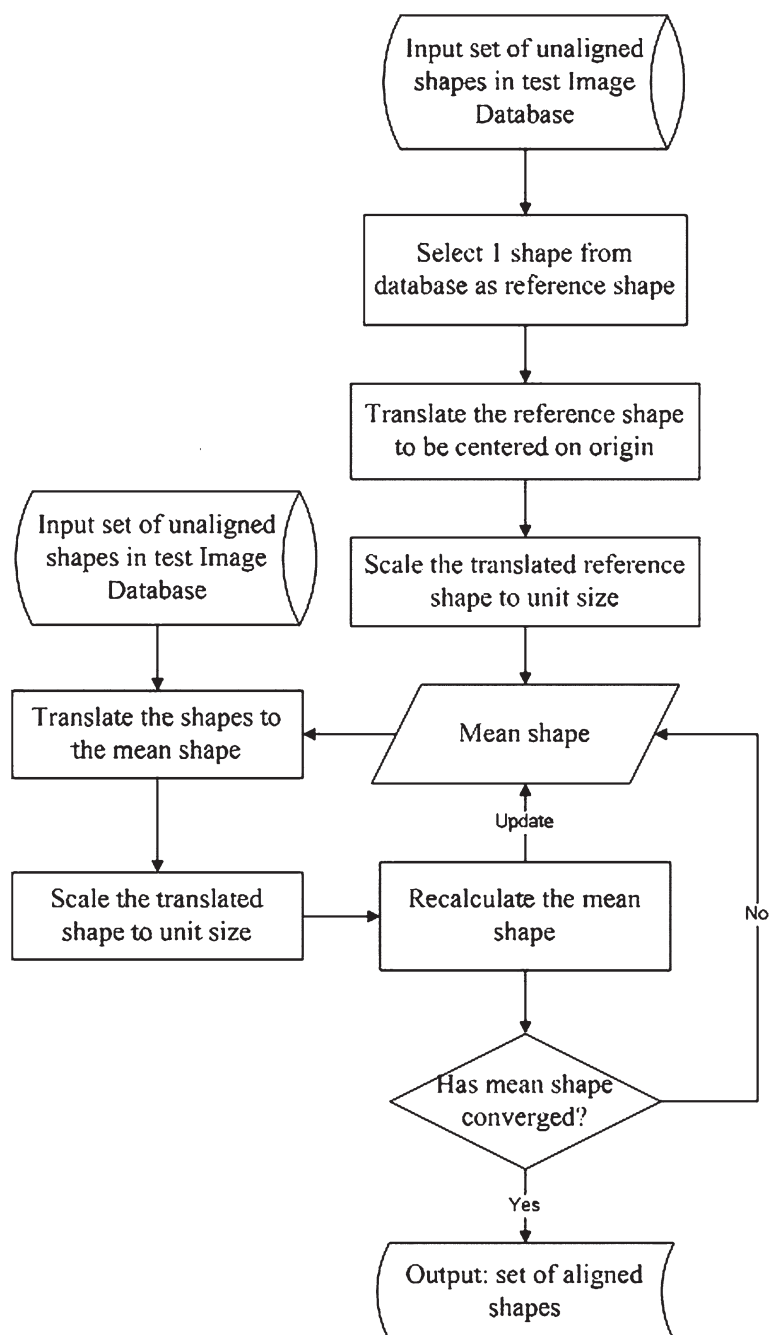 Input set of unaligned
shapes in test Image
Database
Select 1 shape from
database as reference shape
Translate the reference shape
to be centered on origin
Input set of unaligned
shapes in test Image
Database
Scale the translated reference
shape to unit size
Translate the shapes to
the mean shape
Mean shape
Update
Scale the translated
shape to unit size
Recalculate the mean
shape
No
Has mean shape
converged?
Yes
Output: set of aligned
shapes